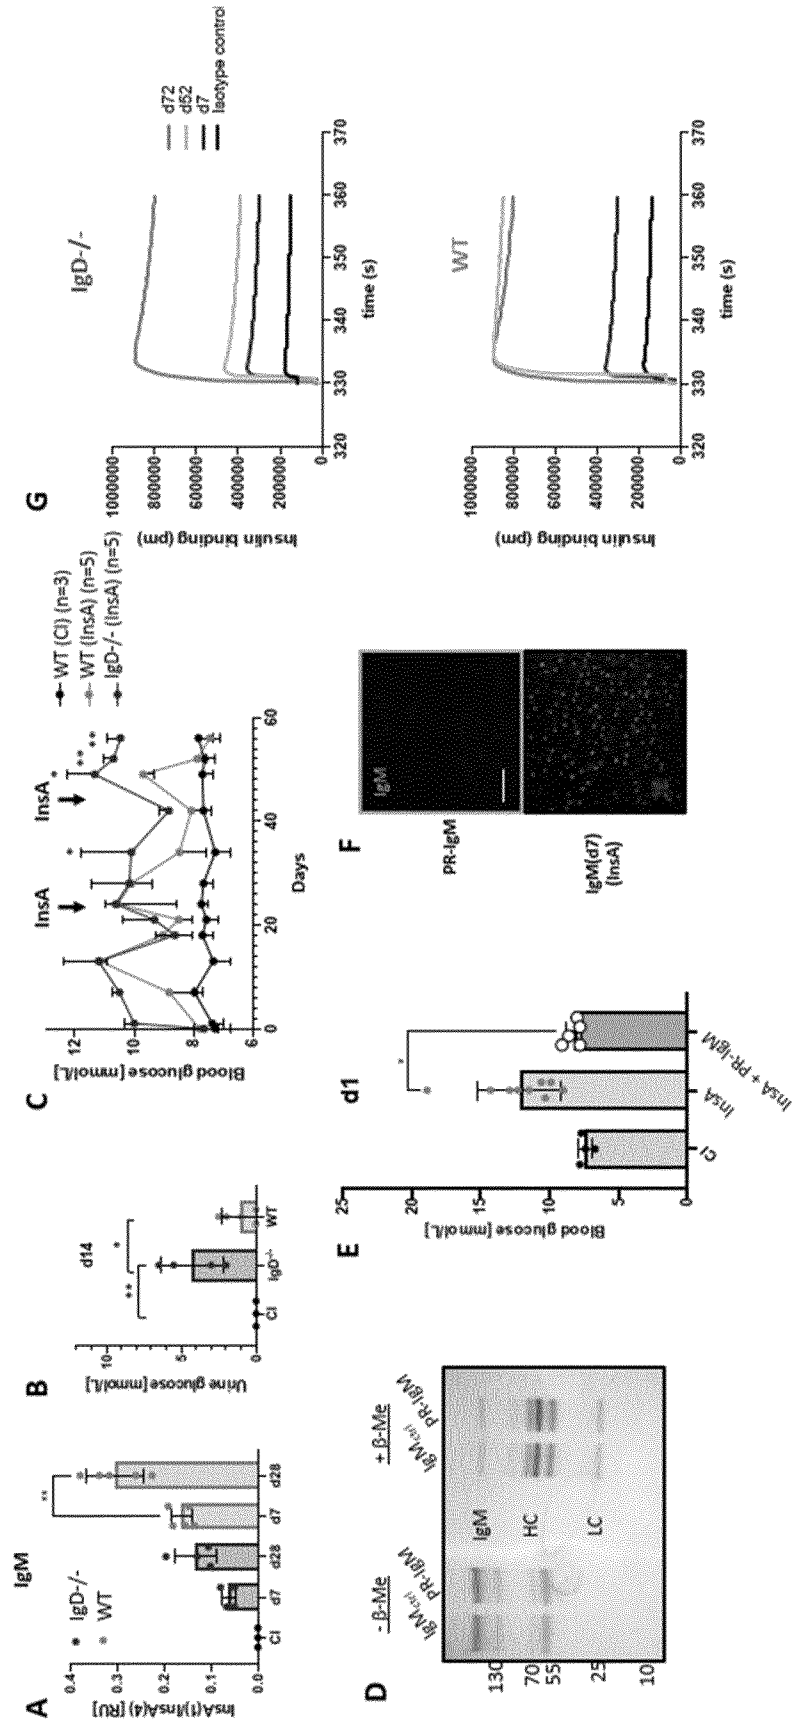 A
IgM
IgD-/-
WT
InsA(1)/InsA(4) [RU]
0.4
0.3
0.2
0.1
0.0
CI
d7
d28
d7
d28
**
B
d14
Urine glucose [mmol/L]
10
5
0
**
*
CI
IgD-/-
WT
C
Blood glucose [mmol/L]
12
10
8
6
0
20
40
60
Days
InsA
InsA
*
*
**
**
WT (CI) (n=3)
WT (InsA) (n=5)
IgD-/- (InsA) (n=5)
D
- β-Me
+ β-Me
IgMctrl
PR-IgM
IgMctrl
PR-IgM
130
70
55
25
10
IgM
HC
LC
E
d1
Blood glucose [mmol/L]
25
20
15
10
5
0
*
CI
InsA
InsA + PR-IgM
F
IgM
PR-IgM
IgM(d7)
(InsA)
G
IgD-/-
Insulin binding (pm)
1000000
800000
600000
400000
200000
0
320
330
340
350
360
370
time (s)
d72
d52
d7
Isotype control
WT
Insulin binding (pm)
1000000
800000
600000
400000
200000
0
320
330
340
350
360
370
time (s)